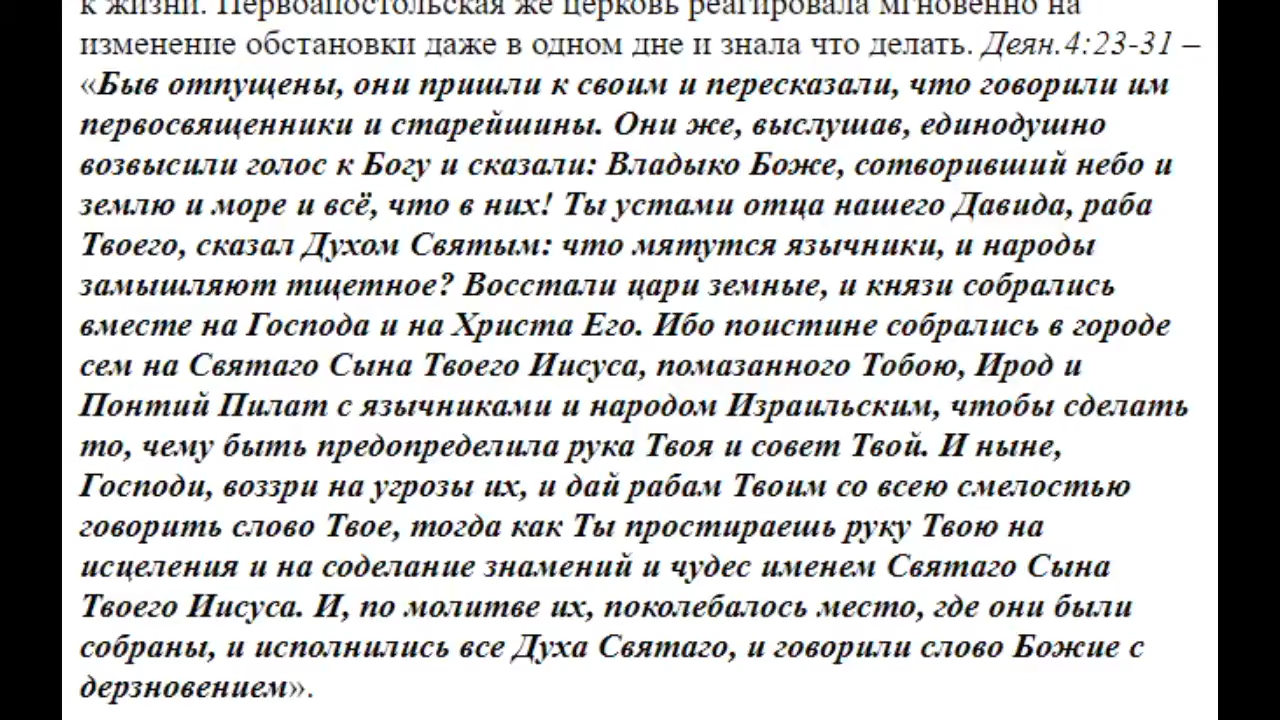 к жизни. Первоапостольская же церковь реагировала мгновенно на
изменение обстановки даже в одном дне и знала что делать. Деян.4:23-31 –
«Быв отпущены, они пришли к своим и пересказали, что говорили им
первосвященники и старейшины. Они же, выслушав, единодушно
возвысили голос к Богу и сказали: Владыко Боже, сотворивший небо и
землю и море и всё, что в них! Ты устами отца нашего Давида, раба
Твоего, сказал Духом Святым: что мятутся язычники, и народы
замышляют тщетное? Восстали цари земные, и князи собрались
вместе на Господа и на Христа Его. Ибо поистине собрались в городе
сем на Святаго Сына Твоего Иисуса, помазанного Тобою, Ирод и
Понтий Пилат с язычниками и народом Израильским, чтобы сделать
то, чему быть предопределила рука Твоя и совет Твой. И ныне,
Господи, воззри на угрозы их, и дай рабам Твоим со всею смелостью
говорить слово Твое, тогда как Ты простираешь руку Твою на
исцеления и на соделание знамений и чудес именем Святаго Сына
Твоего Иисуса. И, по молитве их, поколебалось место, где они были
собраны, и исполнились все Духа Святаго, и говорили слово Божие с
дерзновением».